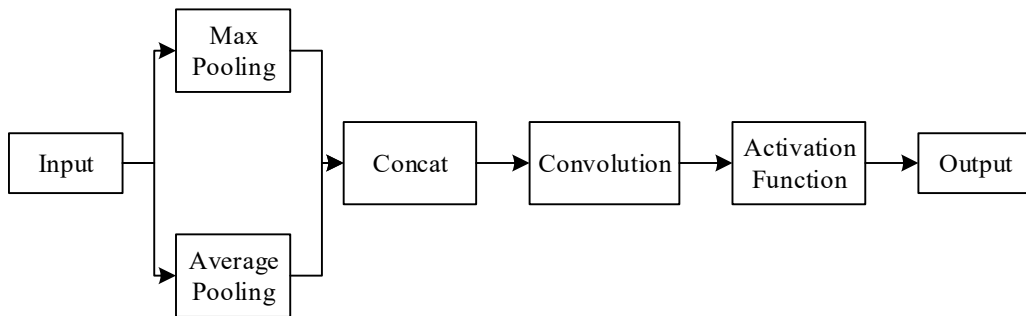 Max
Pooling
Input
Concat
Convolution
Activation
Function
Output
Average
Pooling